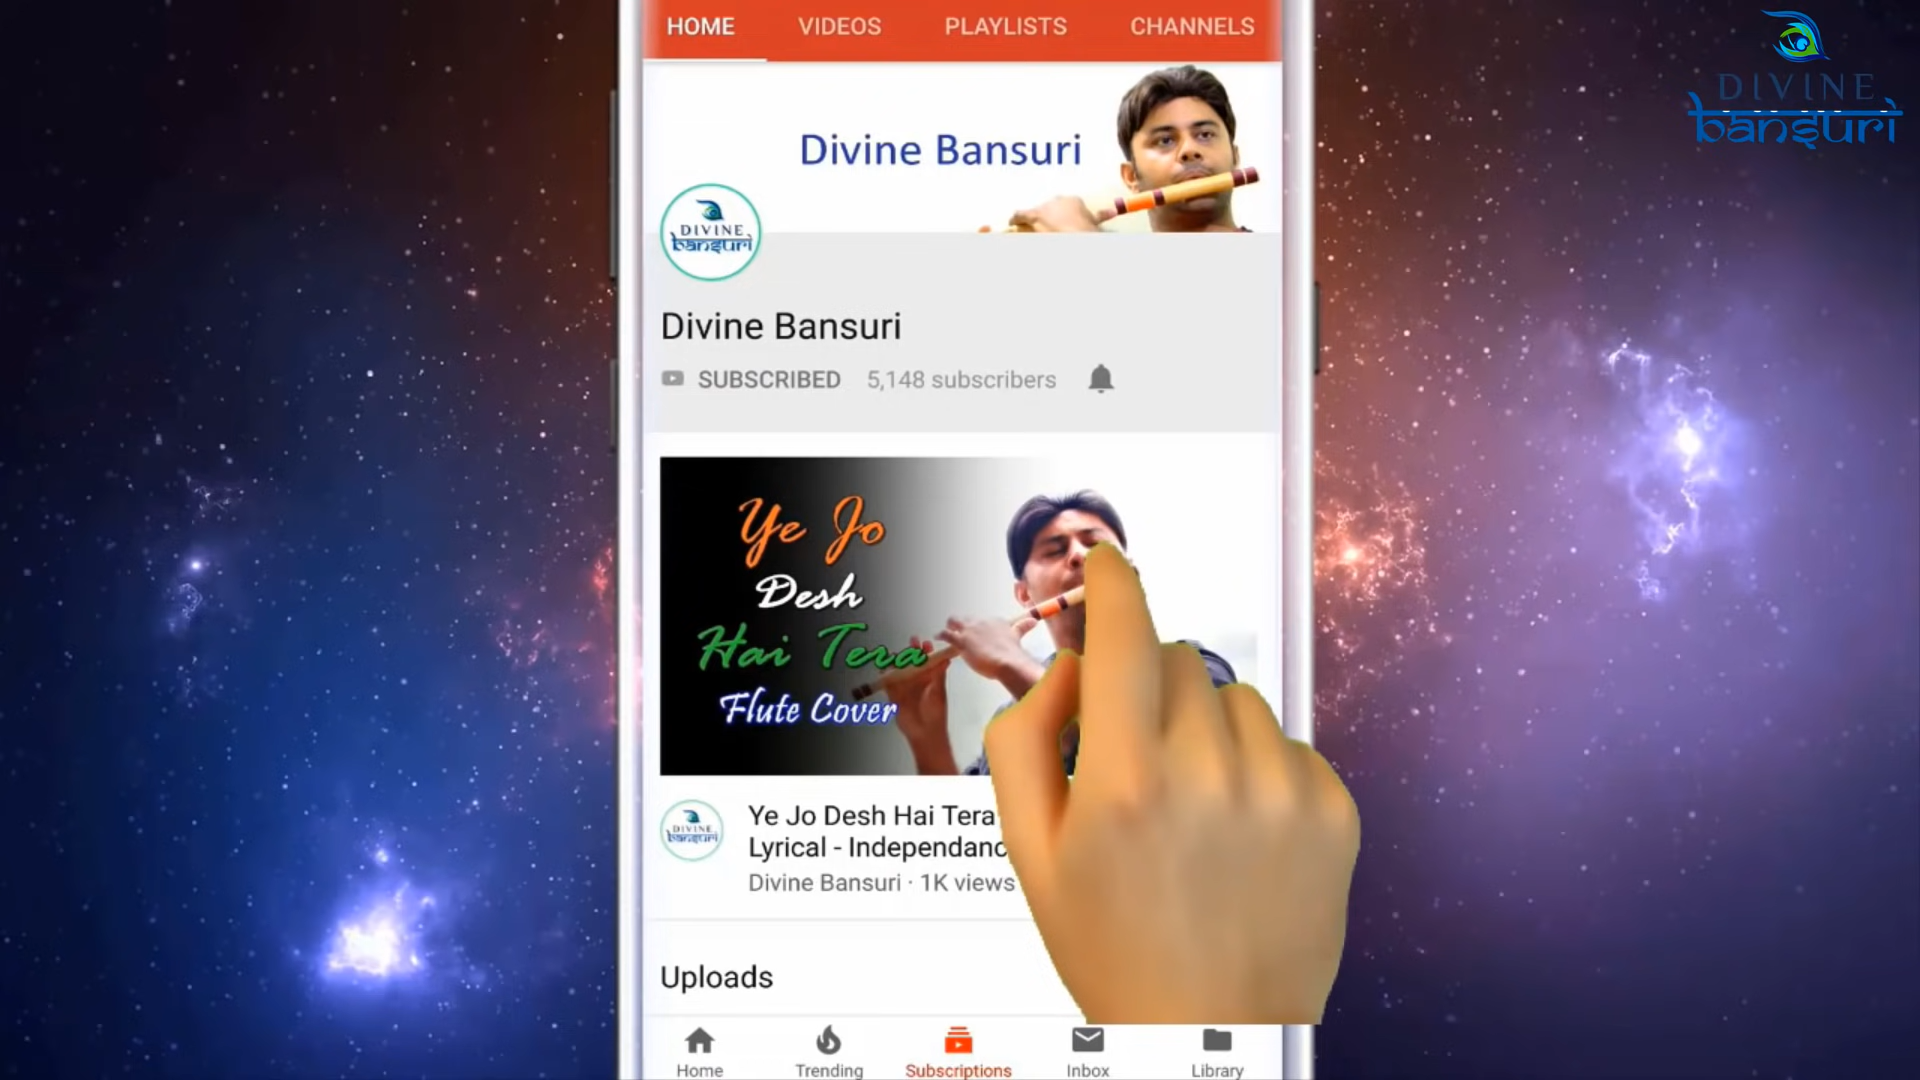 HOME VIDEOS PLAYLISTS CHANNELS
DIVINE
bansuri
Divine Bansuri
DIVINE
bansuri
Divine Bansuri
SUBSCRIBED 5,148 subscribers
Ye Jo
Desh
Hai Tera
Flute Cover
DIVINE
bansuri
Ye Jo Desh Hai Tera
Lyrical - Independanc
Divine Bansuri · 1K views
Uploads
Home Trending Subscriptions Inbox Library